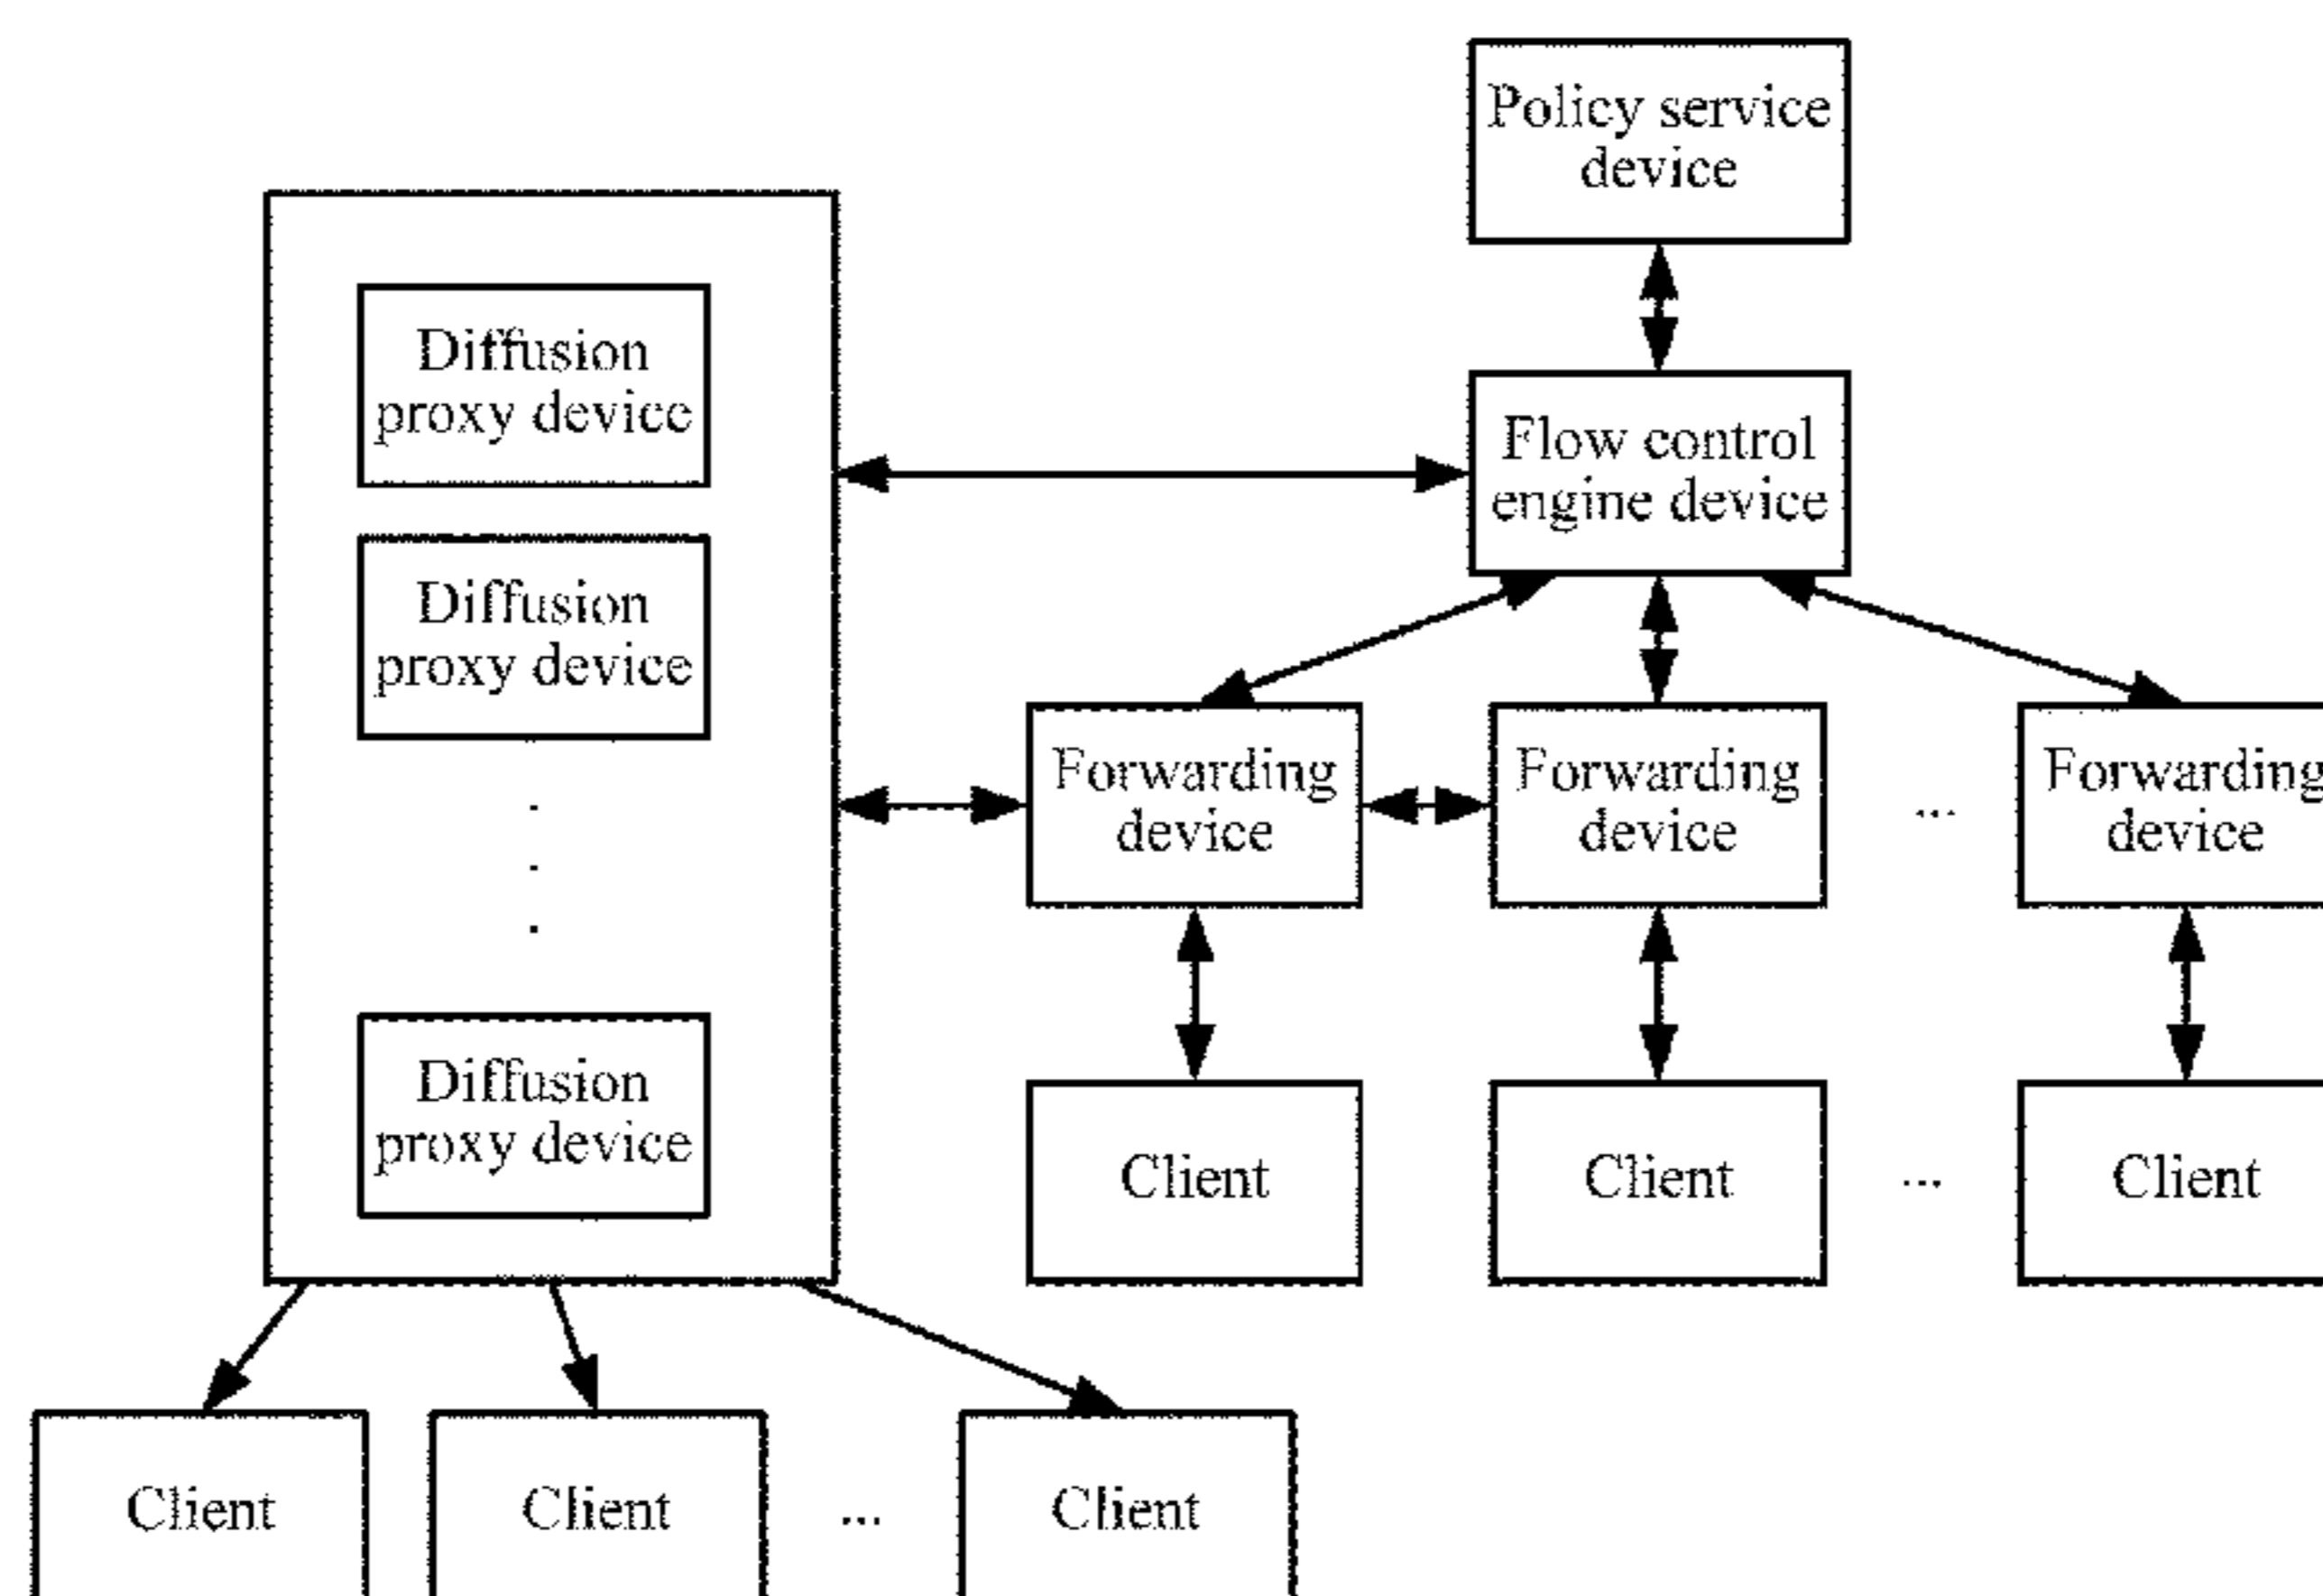 Policy service
device
Diffusion
proxy device
Flow control
engine device
Diffusion
proxy device
Forwarding
device
Forwarding
device
...
Forwarding
device
.
.
.
Diffusion
proxy device
Client
Client
...
Client
Client
Client
...
Client